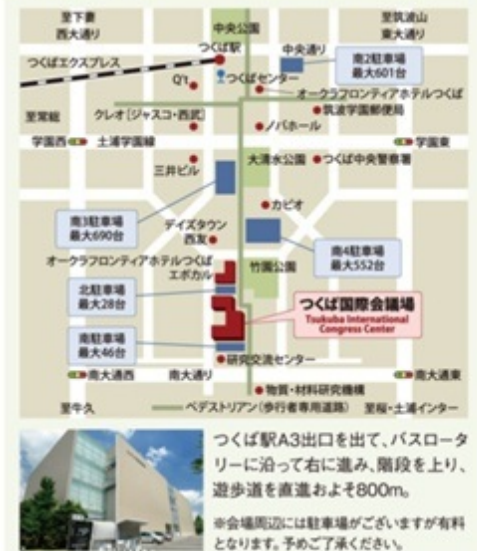 至下妻
西大通り
中央公園
至筑波山
東大通り
つくば駅
中央通り
つくばエクスプレス
南2駐車場
最大601台
Q't
つくばセンター
オークラフロンティアホテルつくば
至常総
クレオ[ジャスコ・西武]
筑波学園郵便局
ノバホール
学園西
土浦学園線
学園東
大清水公園
つくば中央警察署
三井ビル
南3駐車場
最大690台
カピオ
デイズタウン
西友
南4駐車場
最大552台
オークラフロンティアホテルつくば
エポカル
竹園公園
北駐車場
最大28台
つくば国際会議場
Tsukuba International
Congress Center
南駐車場
最大46台
研究交流センター
南大通西
南大通り
南大通東
物質・材料研究機構
至牛久
ペデストリアン(歩行者専用道路)
至桜・土浦インター
つくば駅A3出口を出て、バスロータ
リーに沿って右に進み、階段を上り、
遊歩道を直進およそ800m。
※会場周辺には駐車場がございますが有料
となります。予めご了承ください。